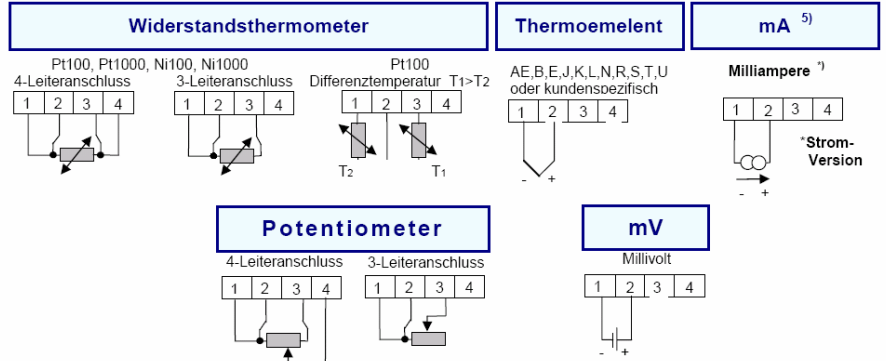 Widerstandsthermometer
Thermoemelent
mA 5)
Pt100, Pt1000, Ni100, Ni1000
4-Leiteranschluss
3-Leiteranschluss
Pt100
Differenztemperatur T1>T2
AE,B,E,J,K,L,N,R,S,T,U
oder kundenspezifisch
Milliampere *)
1 2 3 4
1 2 3 4
1 2 3 4
1 2 3 4
1 2 3 4
T2
T1
- +
*Strom-
Version
- +
Potentiometer
mV
4-Leiteranschluss
3-Leiteranschluss
Millivolt
1 2 3 4
1 2 3 4
1 2 3 4
- +